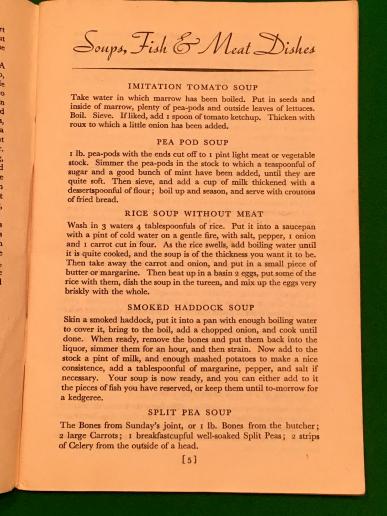 Soups, Fish & Meat Dishes
IMITATION TOMATO SOUP
Take water in which marrow has been boiled. Put in seeds and
inside of marrow, plenty of pea-pods and outside leaves of lettuces.
Boil. Sieve. If liked, add 1 spoon of tomato ketchup. Thicken with
roux to which a little onion has been added.
PEA POD SOUP
1 lb. pea-pods with the ends cut off to 1 pint light meat or vegetable
stock. Simmer the pea-pods in the stock to which a teaspoonful of
sugar and a good bunch of mint have been added, until they are
quite soft. Then sieve, and add a cup of milk thickened with a
dessertspoonful of flour; boil up and season, and serve with croutons
of fried bread.
RICE SOUP WITHOUT MEAT
Wash in 3 waters 4 tablespoonfuls of rice. Put it into a saucepan
with a pint of cold water on a gentle fire, with salt, pepper, 1 onion
and 1 carrot cut in four. As the rice swells, add boiling water until
it is quite cooked, and the soup is of the thickness you want it to be.
Then take away the carrot and onion, and put in a small piece of
butter or margarine. Then beat up in a basin 2 eggs, put some of the
rice with them, dish the soup in the tureen, and mix up the eggs very
briskly with the whole.
SMOKED HADDOCK SOUP
Skin a smoked haddock, put it into a pan with enough boiling water
to cover it, bring to the boil, add a chopped onion, and cook until
done. When ready, remove the bones and put them back into the
liquor, simmer them for an hour, and then strain. Now add to the
stock a pint of milk, and enough mashed potatoes to make a nice
consistence, add a tablespoonful of margarine, pepper, and salt if
necessary. Your soup is now ready, and you can either add to it
the pieces of fish you have reserved, or keep them until to-morrow for
a kedgeree.
SPLIT PEA SOUP
The Bones from Sunday's joint, or 1 lb. Bones from the butcher;
2 large Carrots; 1 breakfastcupful well-soaked Split Peas; 2 strips
of Celery from the outside of a head.
[5]